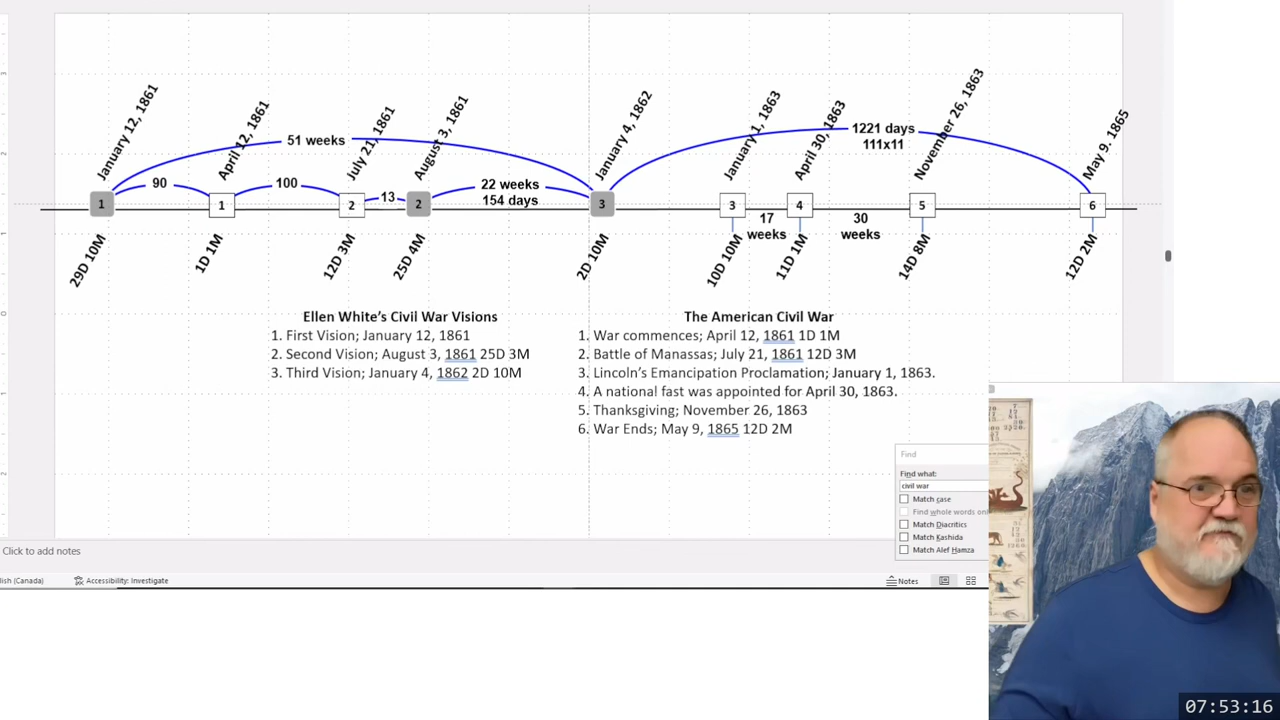 January 12, 1861
April 12, 1861
July 21, 1861
August 3, 1861
January 4, 1862
January 1, 1863
April 30, 1863
November 26, 1863
May 9. 1865
51 weeks
1221 days
111x11
90
100
13
22 weeks
154 days
1
1
2
2
3
3
4
5
6
17
weeks
30
weeks
29D 10M
1D 1M
12D 3M
25D 4M
2D 10M
10D 10M
11D 1M
14D 8M
12D 2M
Ellen White's Civil War Visions
1. First Vision; January 12, 1861
2. Second Vision; August 3, 1861 25D 3M
3. Third Vision; January 4, 1862 2D 10M
The American Civil War
1. War commences; April 12, 1861 1D 1M
2. Battle of Manassas; July 21, 1861 12D 3M
3. Lincoln's Emancipation Proclamation; January 1, 1863.
4. A national fast was appointed for April 30, 1863.
5. Thanksgiving; November 26, 1863
6. War Ends; May 9, 1865 12D 2M
Find
Find what:
civil war
Match case
Find whole words onl
Match Diacritics
Match Kashida
Match Alef Hamza
Click to add notes
lish (Canada)
Accessibility: Investigate
Notes
07:53:16